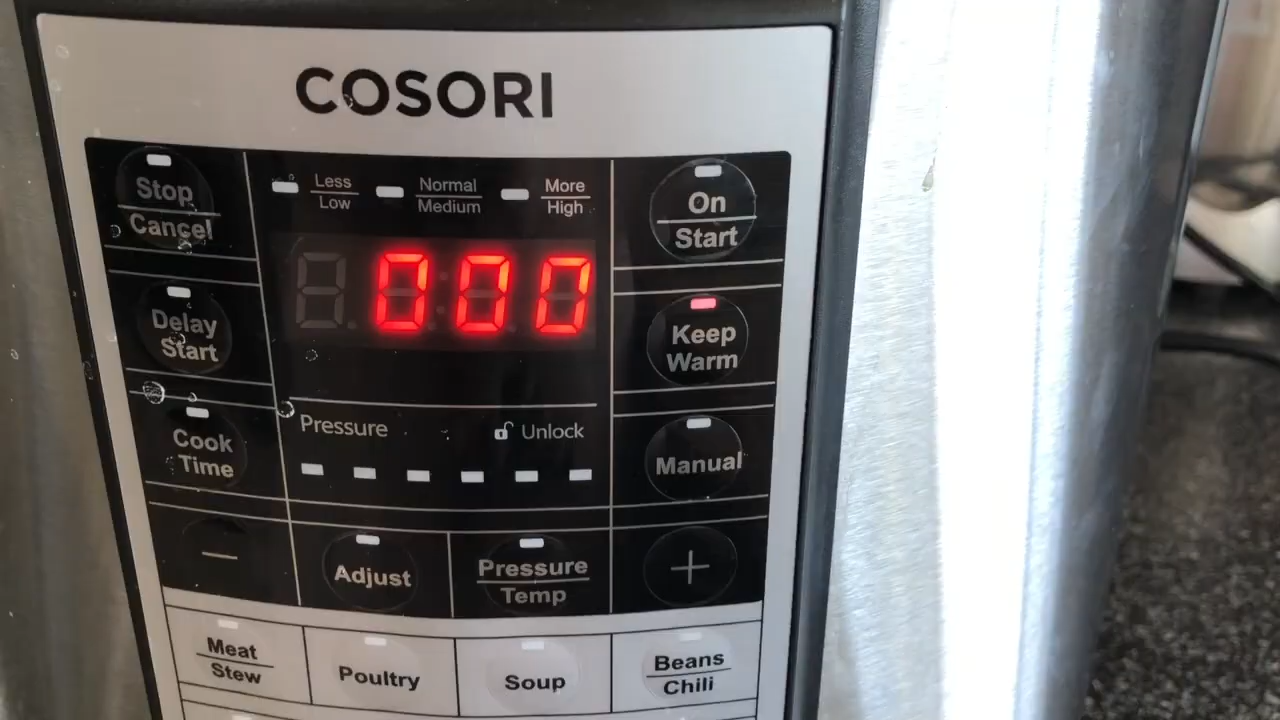 COSORI
Stop
Cancel
Less
Low
Normal
Medium
More
High
On
Start
000
Delay
Start
Keep
Warm
Pressure
Unlock
Cook
Time
Manual
−
Adjust
Pressure
Temp
+
Meat
Stew
Poultry
Soup
Beans
Chili